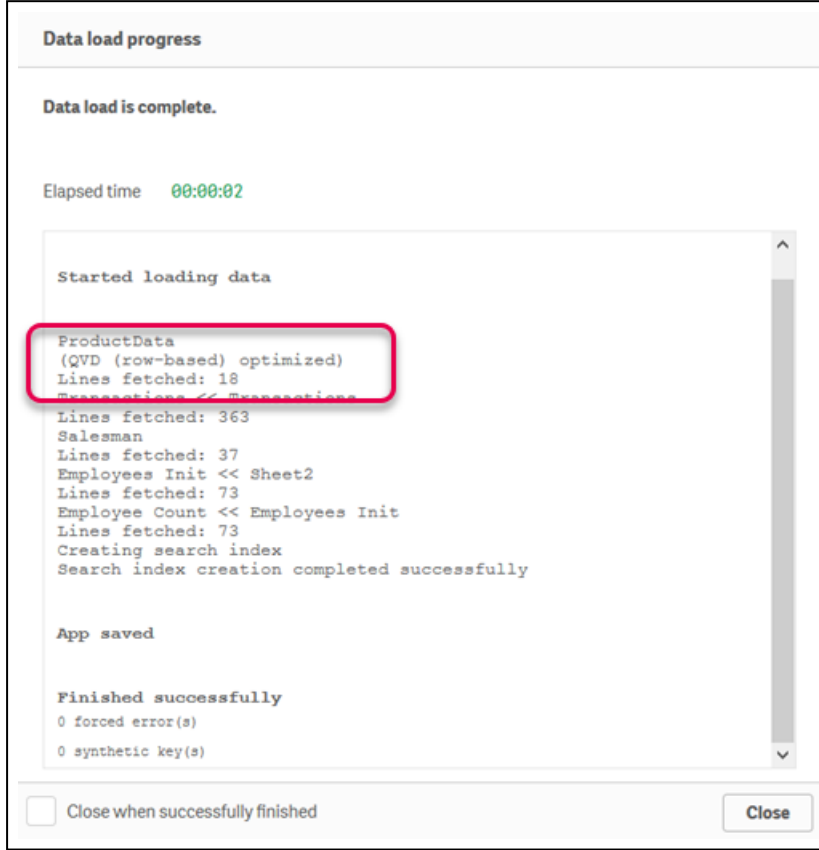 Data load progress
Data load is complete.
Elapsed time 00:00:02
Started loading data
ProductData
(QVD (row-based) optimized)
Lines fetched: 18
Transactions << Transactions
Lines fetched: 363
Salesman
Lines fetched: 37
Employees Init << Sheet2
Lines fetched: 73
Employee Count << Employees Init
Lines fetched: 73
Creating search index
Search index creation completed successfully
App saved
Finished successfully
0 forced error(s)
0 synthetic key(s)
Close when successfully finished
Close